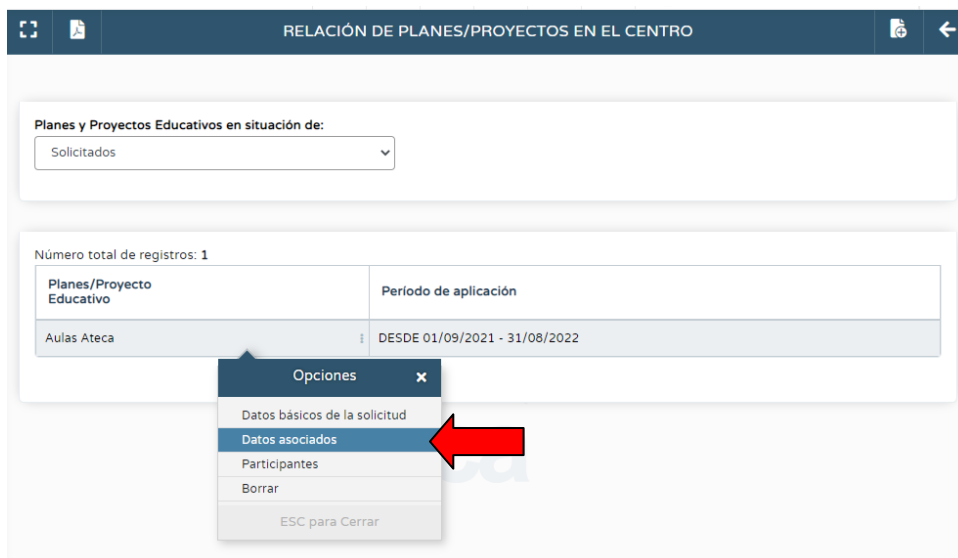 RELACIÓN DE PLANES/PROYECTOS EN EL CENTRO
Planes y Proyectos Educativos en situación de:
Solicitados
Número total de registros: 1
Planes/Proyecto
Educativo
Período de aplicación
Aulas Ateca
DESDE 01/09/2021 - 31/08/2022
Opciones
Datos básicos de la solicitud
Datos asociados
Participantes
Borrar
ESC para Cerrar